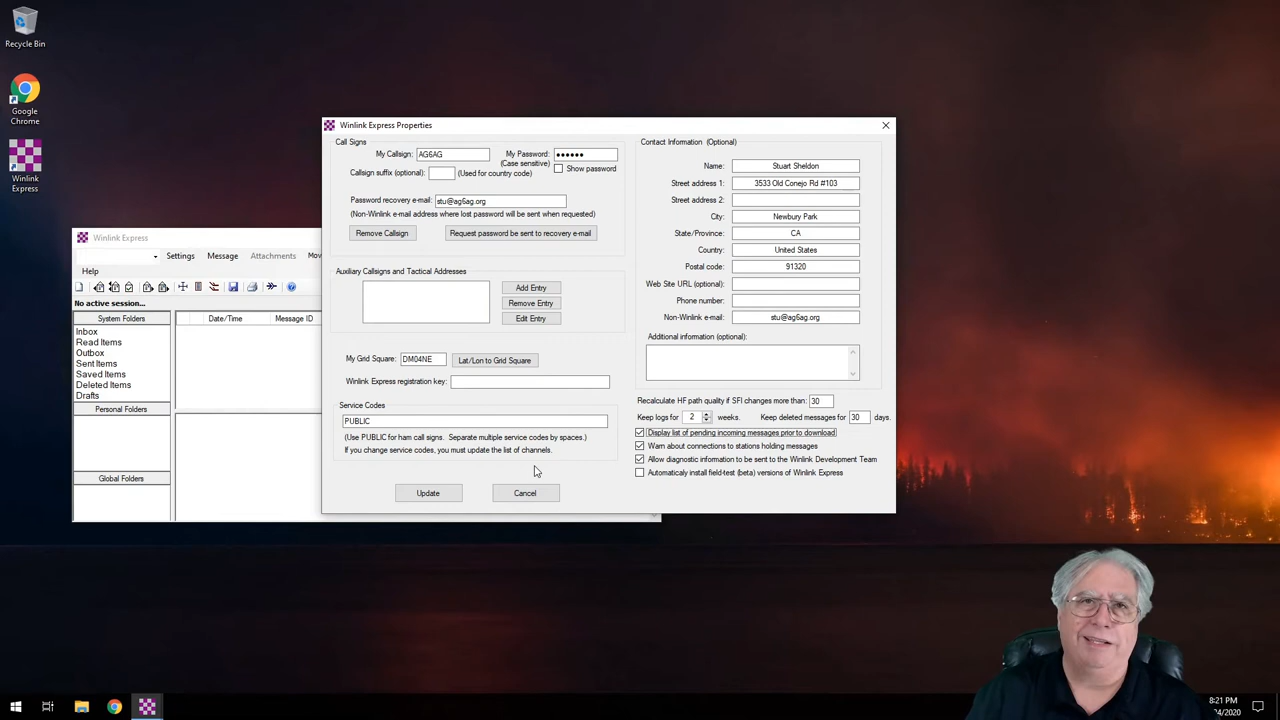 Recycle Bin
Google
Chrome
Winlink
Express
Winlink Express Properties
Call Signs
My Callsign: AG6AG
My Password: ●●●●●●
(Case sensitive)
Callsign suffix (optional): (Used for country code)
Show password
Password recovery e-mail: stu@ag6ag.org
(Non-Winlink e-mail address where lost password will be sent when requested)
Remove Callsign
Request password be sent to recovery e-mail
Auxiliary Callsigns and Tactical Addresses
Add Entry
Remove Entry
Edit Entry
My Grid Square: DM04NE
Lat/Lon to Grid Square
Winlink Express registration key:
Service Codes
PUBLIC
(Use PUBLIC for ham call signs. Separate multiple service codes by spaces.)
If you change service codes, you must update the list of channels.
Update
Cancel
Contact Information (Optional)
Name: Stuart Sheldon
Street address 1: 3533 Old Conejo Rd #103
Street address 2:
City: Newbury Park
State/Province: CA
Country: United States
Postal code: 91320
Web Site URL (optional):
Phone number:
Non-Winlink e-mail: stu@ag6ag.org
Additional information (optional):
Recalculate HF path quality if SFI changes more than: 30
Keep logs for 2 weeks. Keep deleted messages for 30 days.
Display list of pending incoming messages prior to download
Warn about connections to stations holding messages
Allow diagnostic information to be sent to the Winlink Development Team
Automaticaly install field-test (beta) versions of Winlink Express
Winlink Express
Settings Message Attachments Mov
Help
No active session...
System Folders
Inbox
Read Items
Outbox
Sent Items
Saved Items
Deleted Items
Drafts
Personal Folders
Global Folders
Date/Time Message ID
8:21 PM
/24/2020